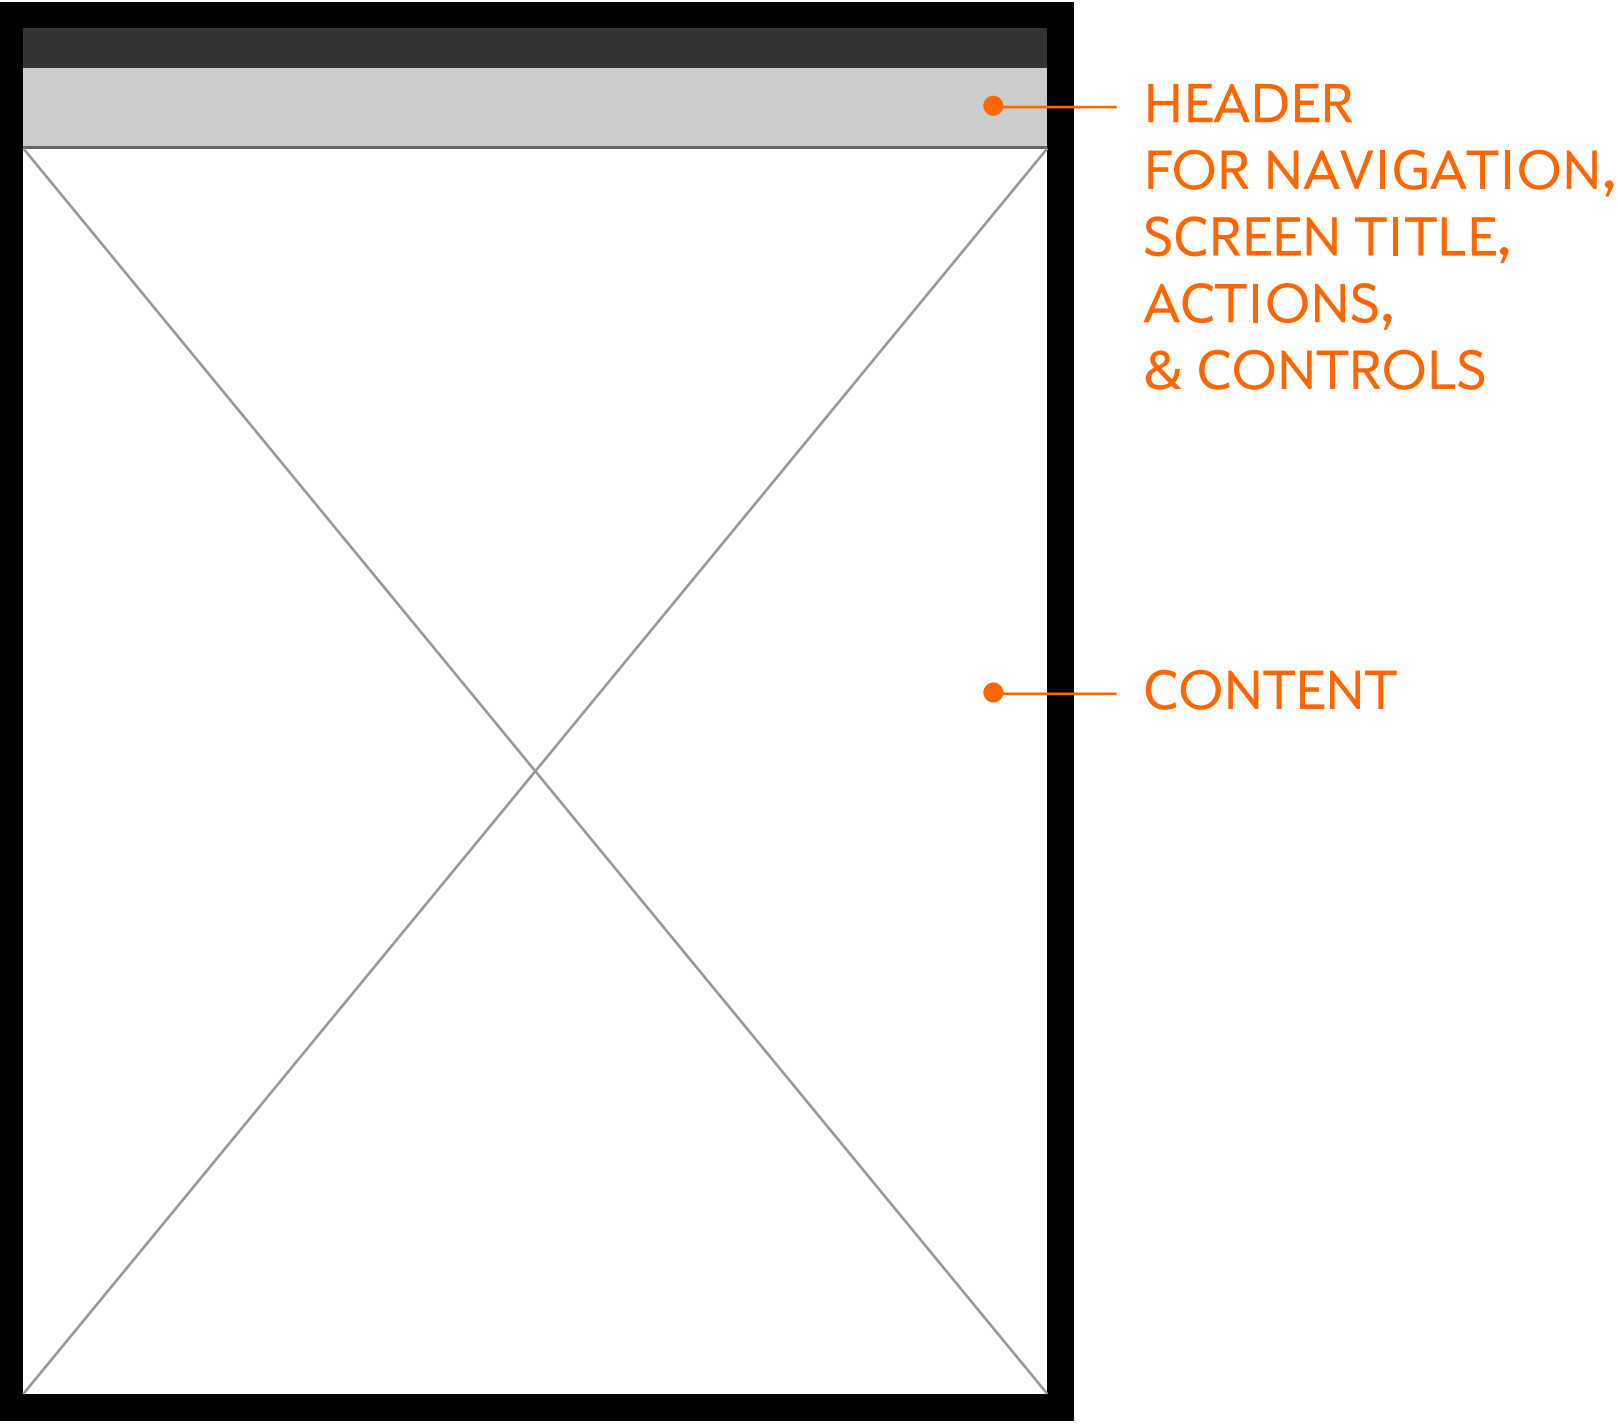 HEADER
FOR NAVIGATION,
SCREEN TITLE,
ACTIONS,
& CONTROLS
CONTENT